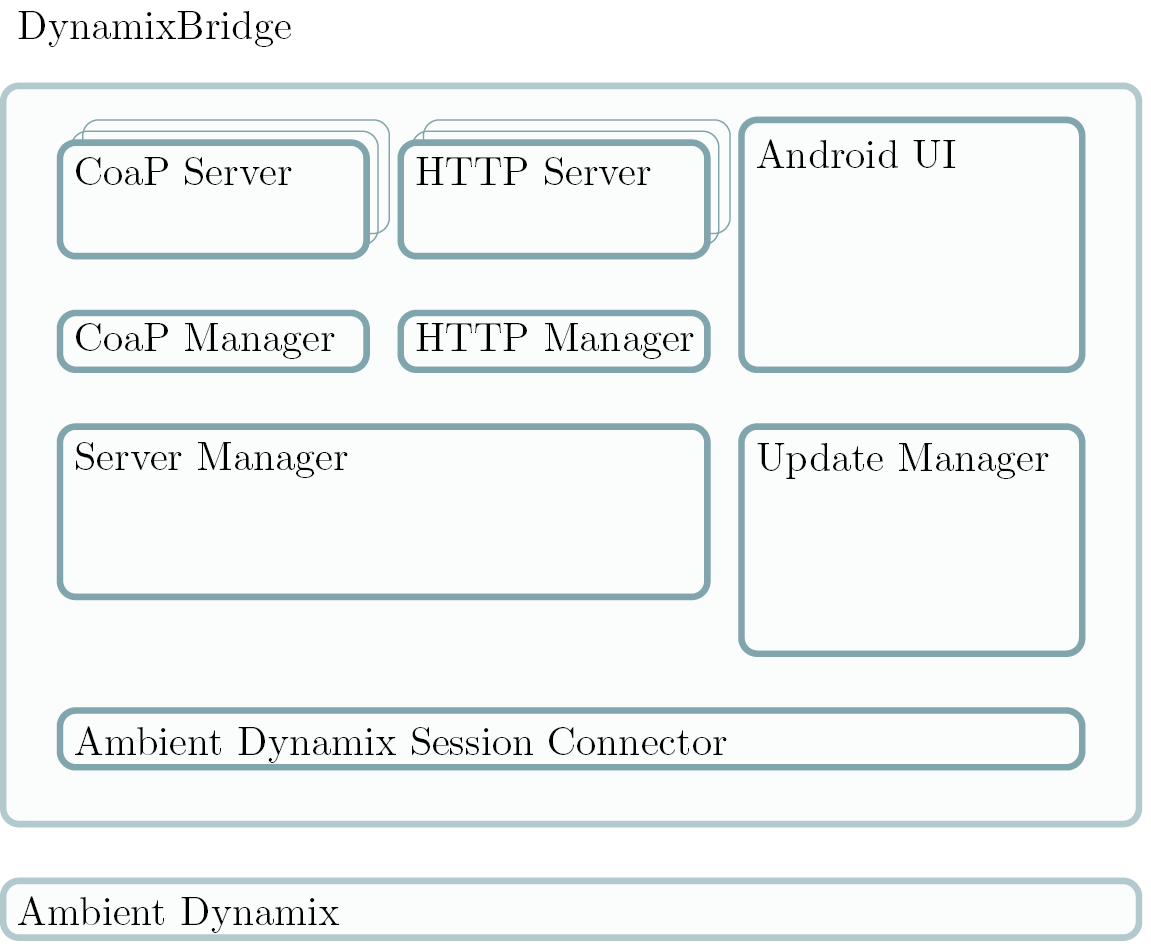 DynamixBridge
CoaP Server
HTTP Server
Android UI
CoaP Manager
HTTP Manager
Server Manager
Update Manager
Ambient Dynamix Session Connector
Ambient Dynamix